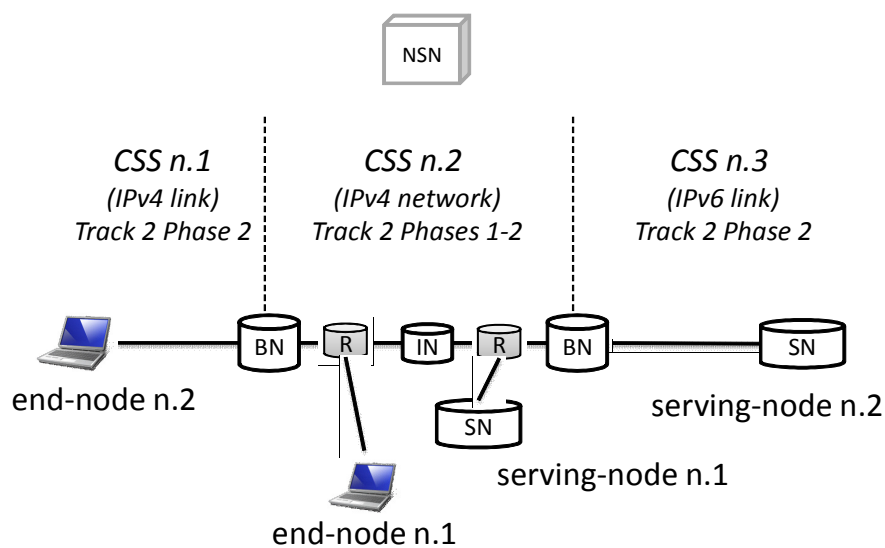 NSN
CSS n.1
(IPv4 link)
Track 2 Phase 2
CSS n.2
(IPv4 network)
Track 2 Phases 1-2
CSS n.3
(IPv6 link)
Track 2 Phase 2
BN
R
IN
R
BN
SN
end-node n.2
SN
serving-node n.2
serving-node n.1
end-node n.1